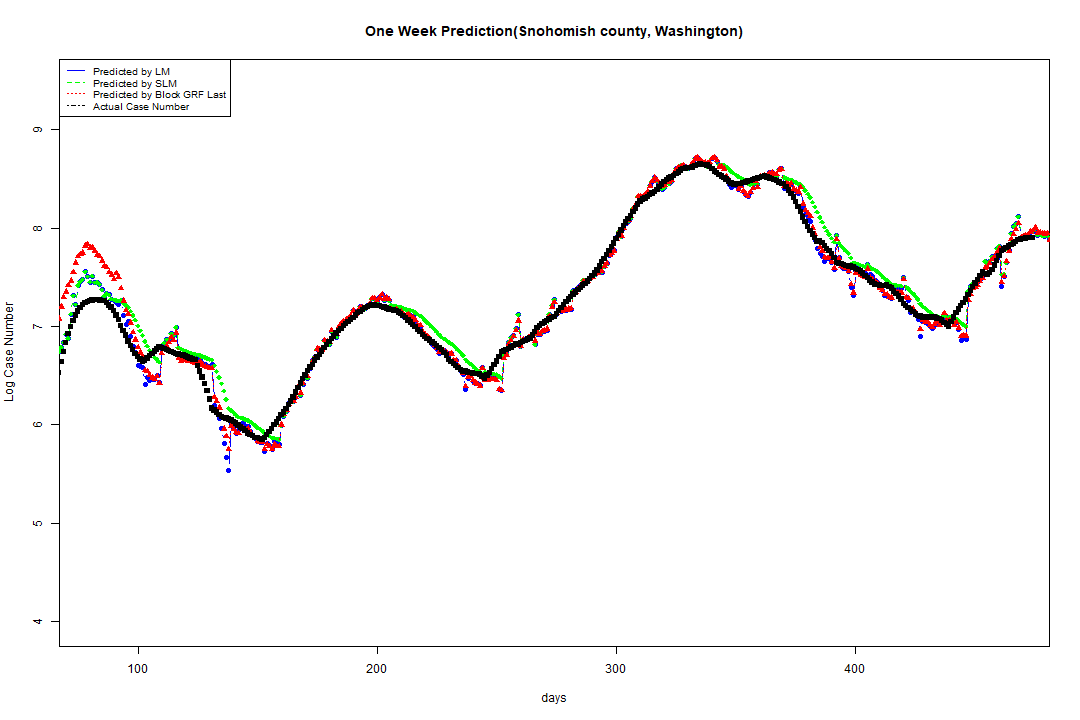 One Week Prediction(Snohomish county, Washington)
Predicted by LM
Predicted by SLM
Predicted by Block GRF Last
Actual Case Number
9
8
7
6
5
4
Log Case Number
100 200 300 400
days